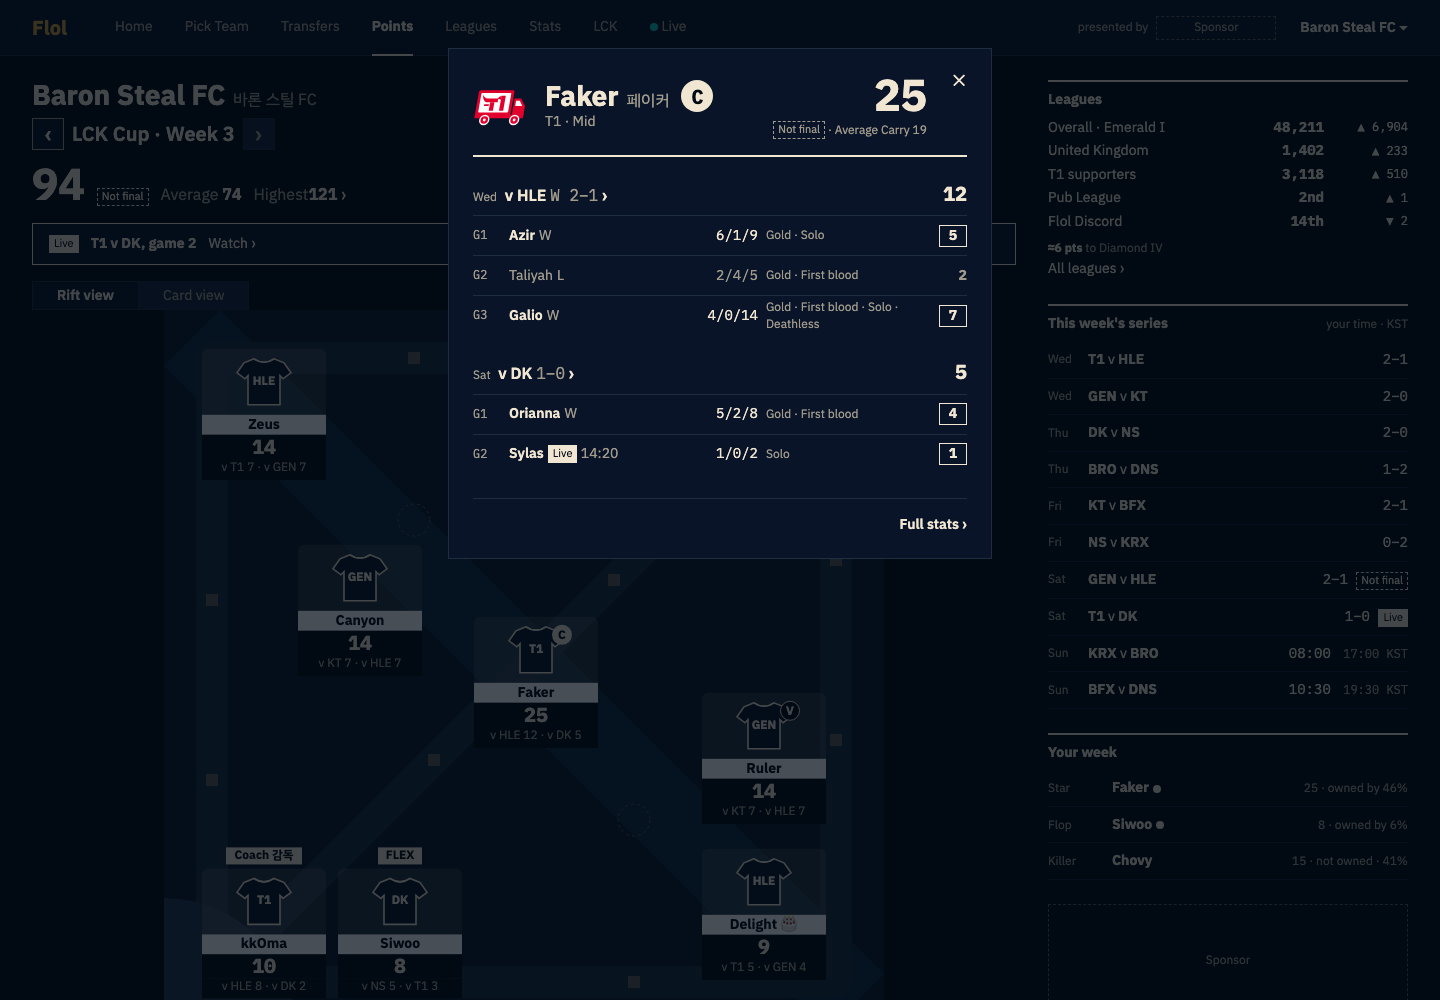 Flol
Home Pick Team Transfers Points Leagues Stats LCK Live
presented by Sponsor Baron Steal FC
Baron Steal FC 바론 스틸 FC
‹ LCK Cup · Week 3 ›
94 Not final Average 74 Highest 121 ›
Live T1 v DK, game 2 Watch ›
Rift view Card view
HLE
Zeus
14
v T1 7 · v GEN 7
GEN
Canyon
14
v KT 7 · v HLE 7
T1 C
Faker
25
v HLE 12 · v DK 5
GEN V
Ruler
14
v KT 7 · v HLE 7
Coach 감독
T1
kkOma
10
v HLE 8 · v DK 2
FLEX
DK
Siwoo
8
v NS 5 · v T1 3
HLE
Delight
9
v T1 5 · v GEN 4
T1
Faker 페이커 C
T1 · Mid
25
Not final · Average Carry 19
×
Wed v HLE W 2–1 › 12
G1 Azir W 6/1/9 Gold · Solo 5
G2 Taliyah L 2/4/5 Gold · First blood 2
G3 Galio W 4/0/14 Gold · First blood · Solo ·
Deathless 7
Sat v DK 1–0 › 5
G1 Orianna W 5/2/8 Gold · First blood 4
G2 Sylas Live 14:20 1/0/2 Solo 1
Full stats ›
Leagues
Overall · Emerald I 48,211 ▲ 6,904
United Kingdom 1,402 ▲ 233
T1 supporters 3,118 ▲ 510
Pub League 2nd ▲ 1
Flol Discord 14th ▼ 2
≈6 pts to Diamond IV
All leagues ›
This week's series your time · KST
Wed T1 v HLE 2–1
Wed GEN v KT 2–0
Thu DK v NS 2–0
Thu BRO v DNS 1–2
Fri KT v BFX 2–1
Fri NS v KRX 0–2
Sat GEN v HLE 2–1 Not final
Sat T1 v DK 1–0 Live
Sun KRX v BRO 08:00 17:00 KST
Sun BFX v DNS 10:30 19:30 KST
Your week
Star Faker 25 · owned by 46%
Flop Siwoo 8 · owned by 6%
Killer Chovy 15 · not owned · 41%
Sponsor